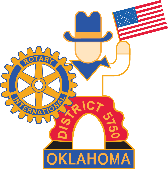 ROTARY
INTERNATIONAL
DISTRICT 5750
OKLAHOMA